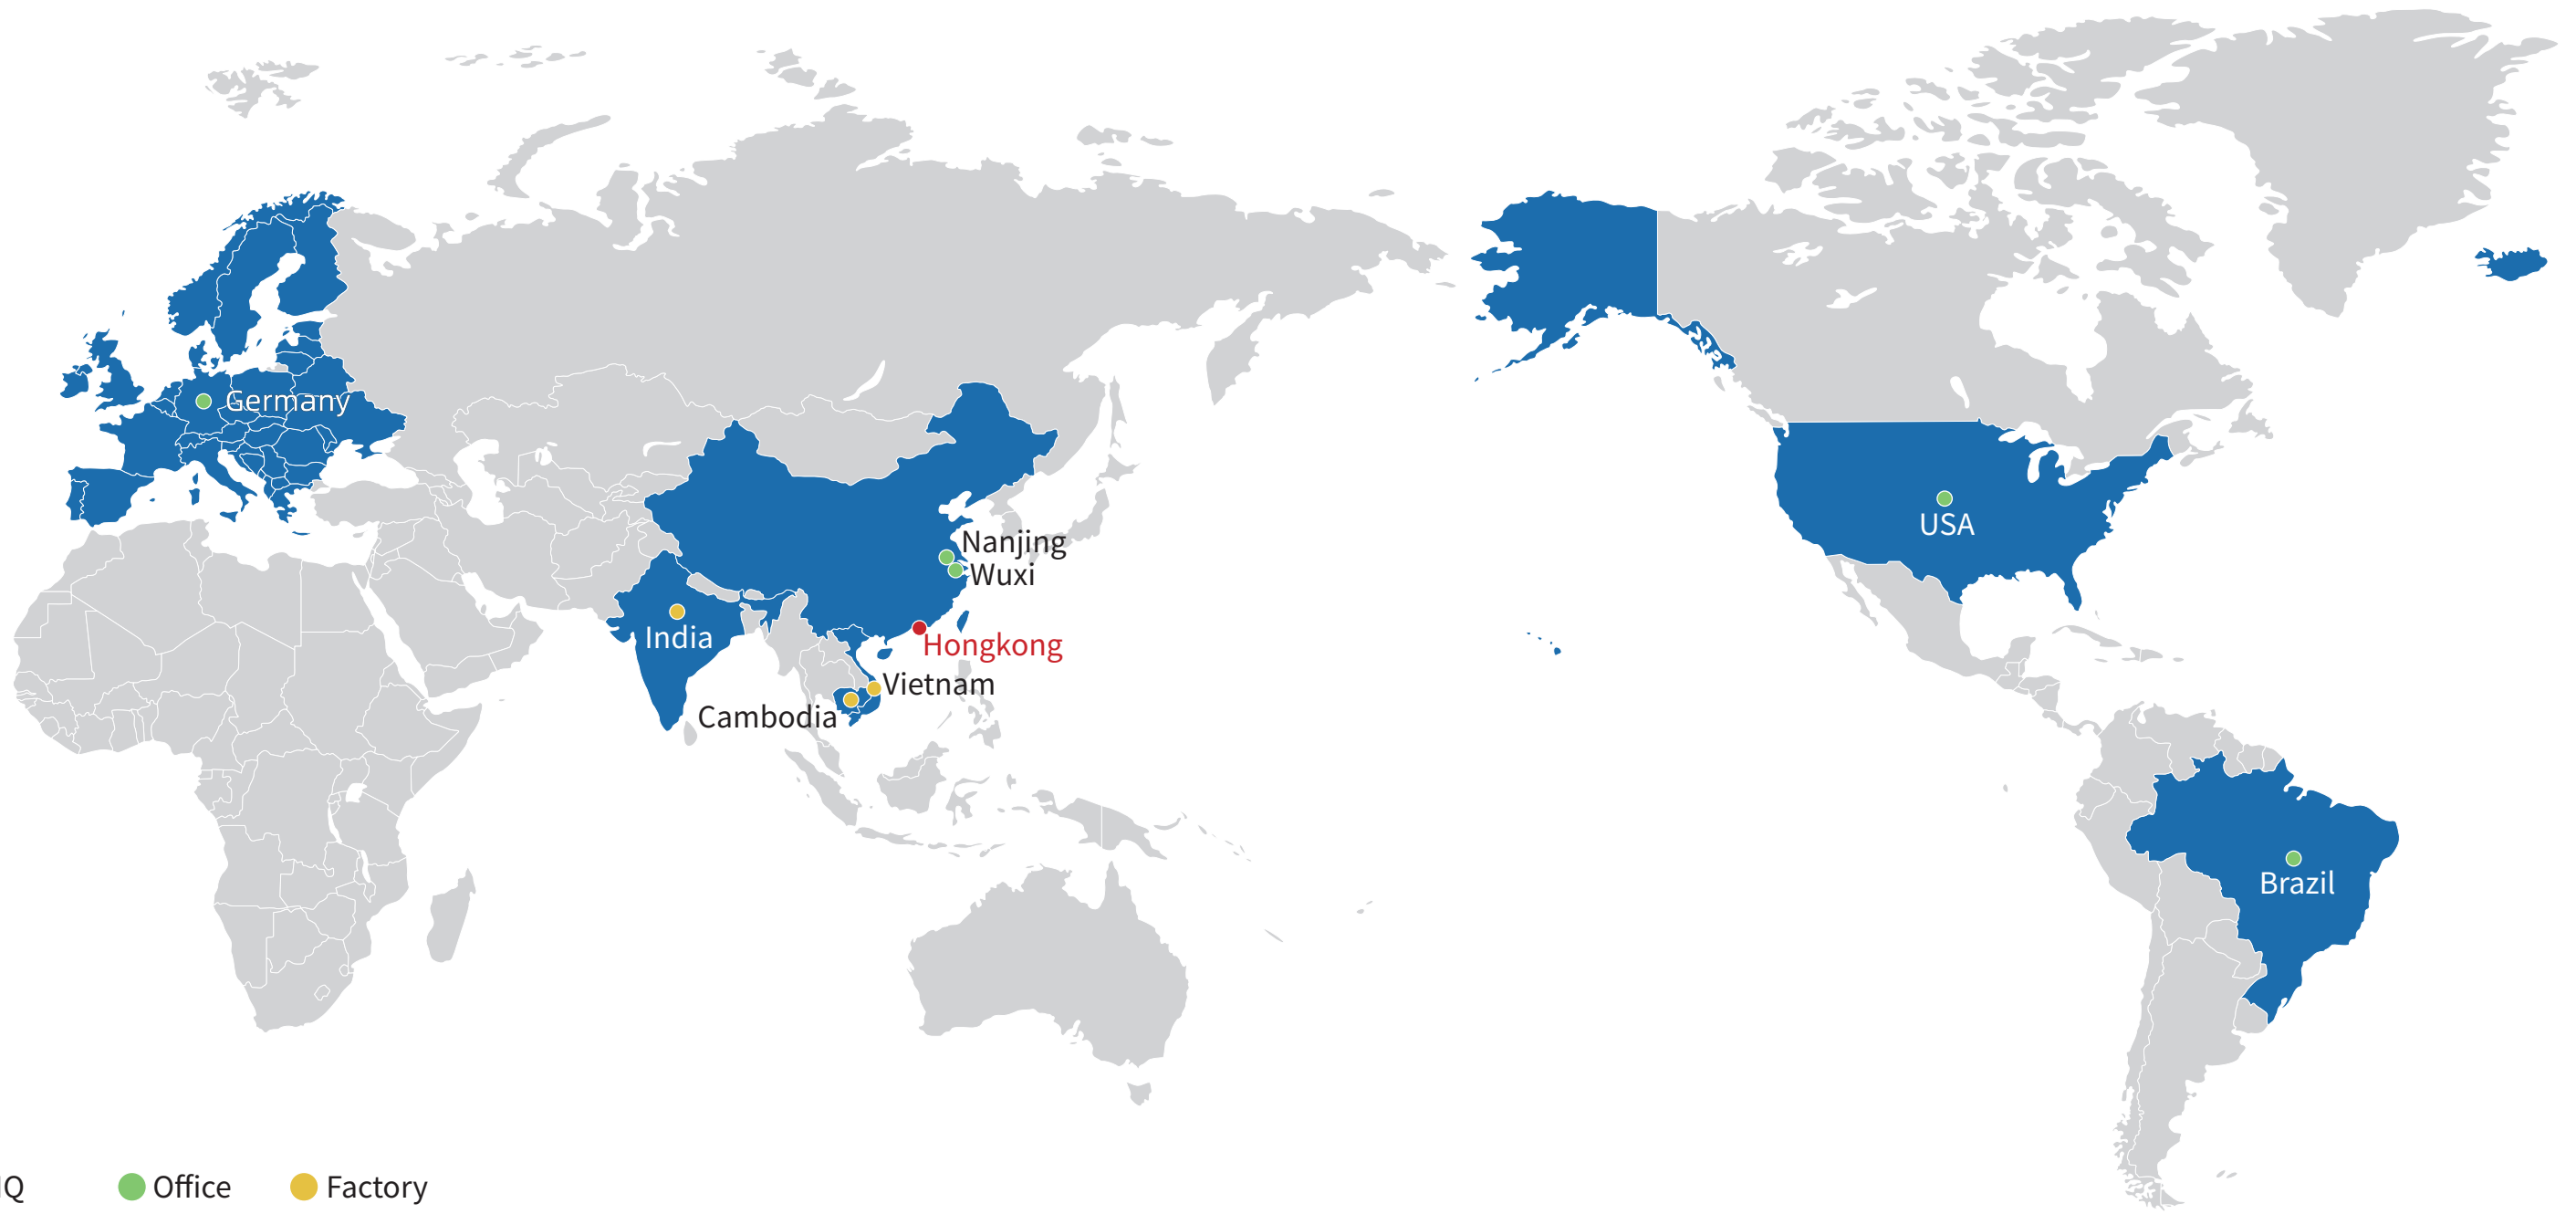 Germany
Nanjing
Wuxi
USA
India
Hongkong
Vietnam
Cambodia
Brazil
Office
Factory